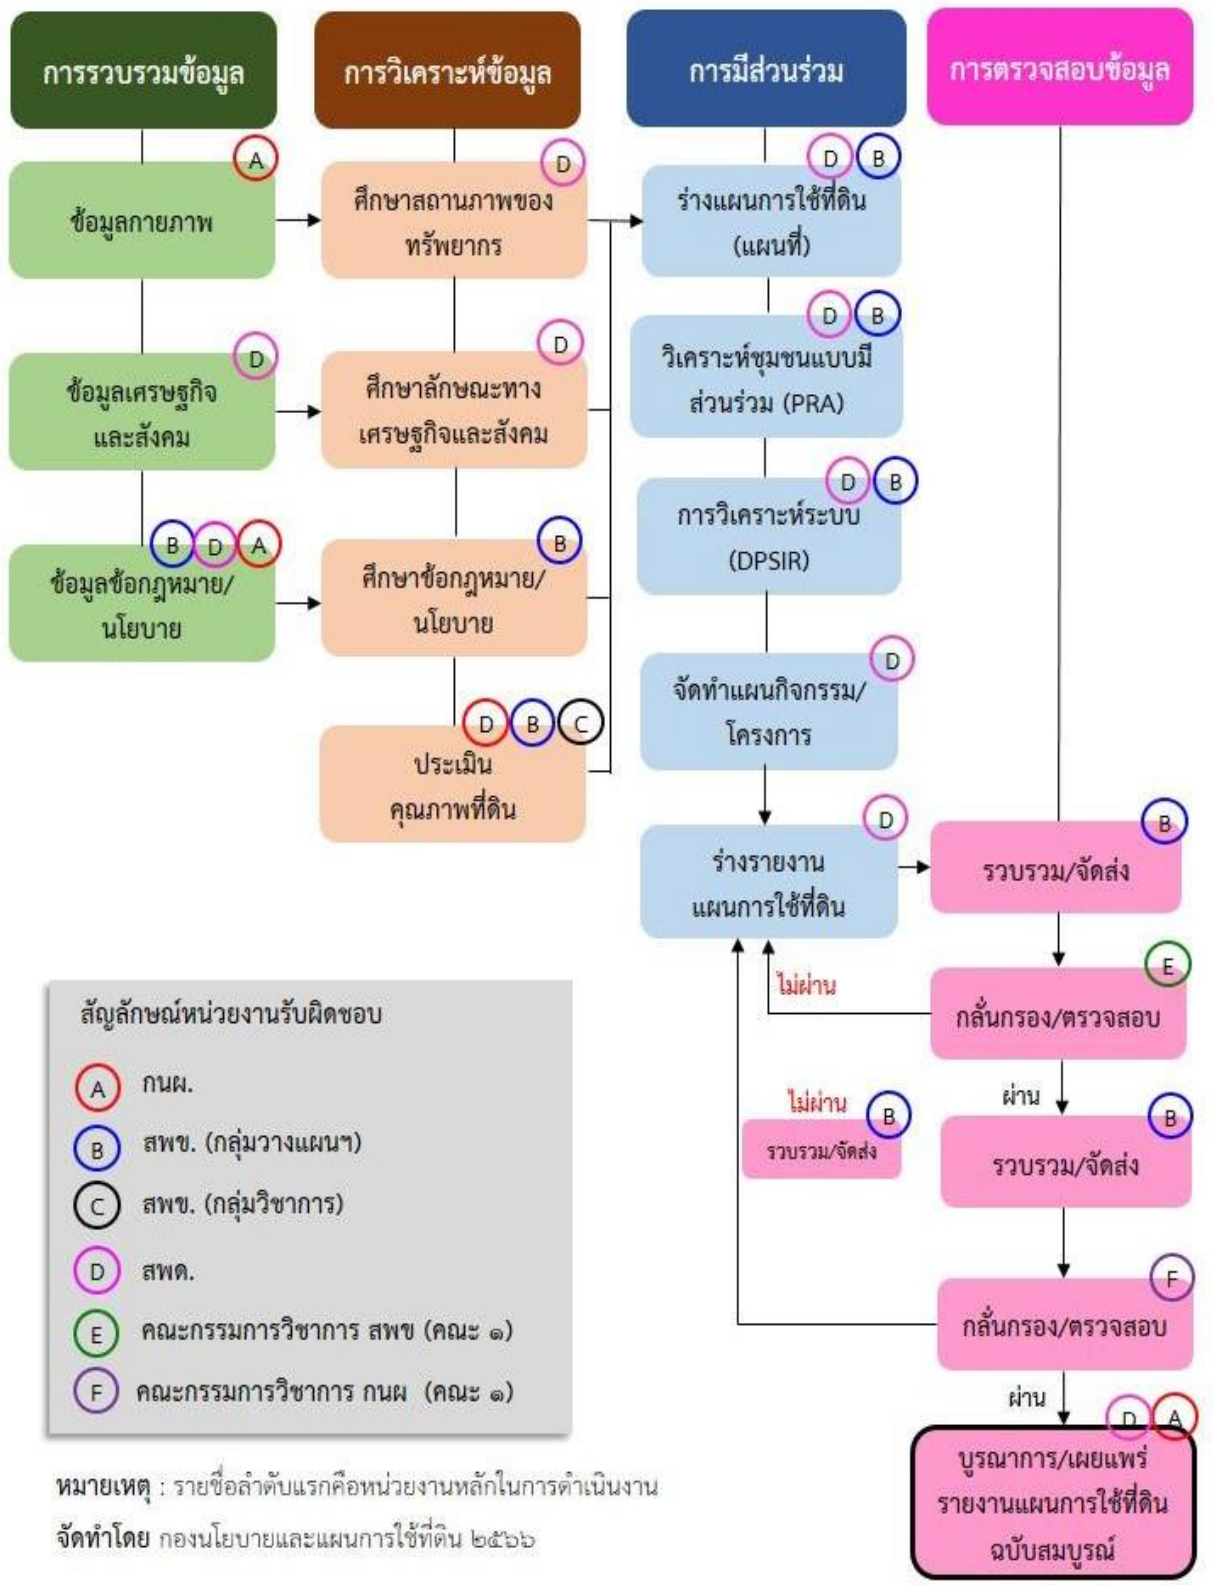 การรวบรวมข้อมูล
A
ข้อมูลกายภาพ
D
ข้อมูลเศรษฐกิจ
และสังคม
B D A
ข้อมูลข้อกฎหมาย/
นโยบาย
การวิเคราะห์ข้อมูล
D
ศึกษาสถานภาพของ
ทรัพยากร
D
ศึกษาลักษณะทาง
เศรษฐกิจและสังคม
B
ศึกษาข้อกฎหมาย/
นโยบาย
D B C
ประเมิน
คุณภาพที่ดิน
การมีส่วนร่วม
D B
ร่างแผนการใช้ที่ดิน
(แผนที่)
D B
วิเคราะห์ชุมชนแบบมี
ส่วนร่วม (PRA)
D B
การวิเคราะห์ระบบ
(DPSIR)
D
จัดทำแผนกิจกรรม/
โครงการ
D
ร่างรายงาน
แผนการใช้ที่ดิน
การตรวจสอบข้อมูล
B
รวบรวม/จัดส่ง
E
กลั่นกรอง/ตรวจสอบ
ไม่ผ่าน
ผ่าน
B
รวบรวม/จัดส่ง
ไม่ผ่าน
B
รวบรวม/จัดส่ง
F
กลั่นกรอง/ตรวจสอบ
ผ่าน
D A
บูรณาการ/เผยแพร่
รายงานแผนการใช้ที่ดิน
ฉบับสมบูรณ์
สัญลักษณ์หน่วยงานรับผิดชอบ
A กนผ.
B สพข. (กลุ่มวางแผนฯ)
C สพข. (กลุ่มวิชาการ)
D สพด.
E คณะกรรมการวิชาการ สพข (คณะ ๑)
F คณะกรรมการวิชาการ กนผ (คณะ ๑)
หมายเหตุ : รายชื่อลำดับแรกคือหน่วยงานหลักในการดำเนินงาน
จัดทำโดย กองนโยบายและแผนการใช้ที่ดิน ๒๕๖๖